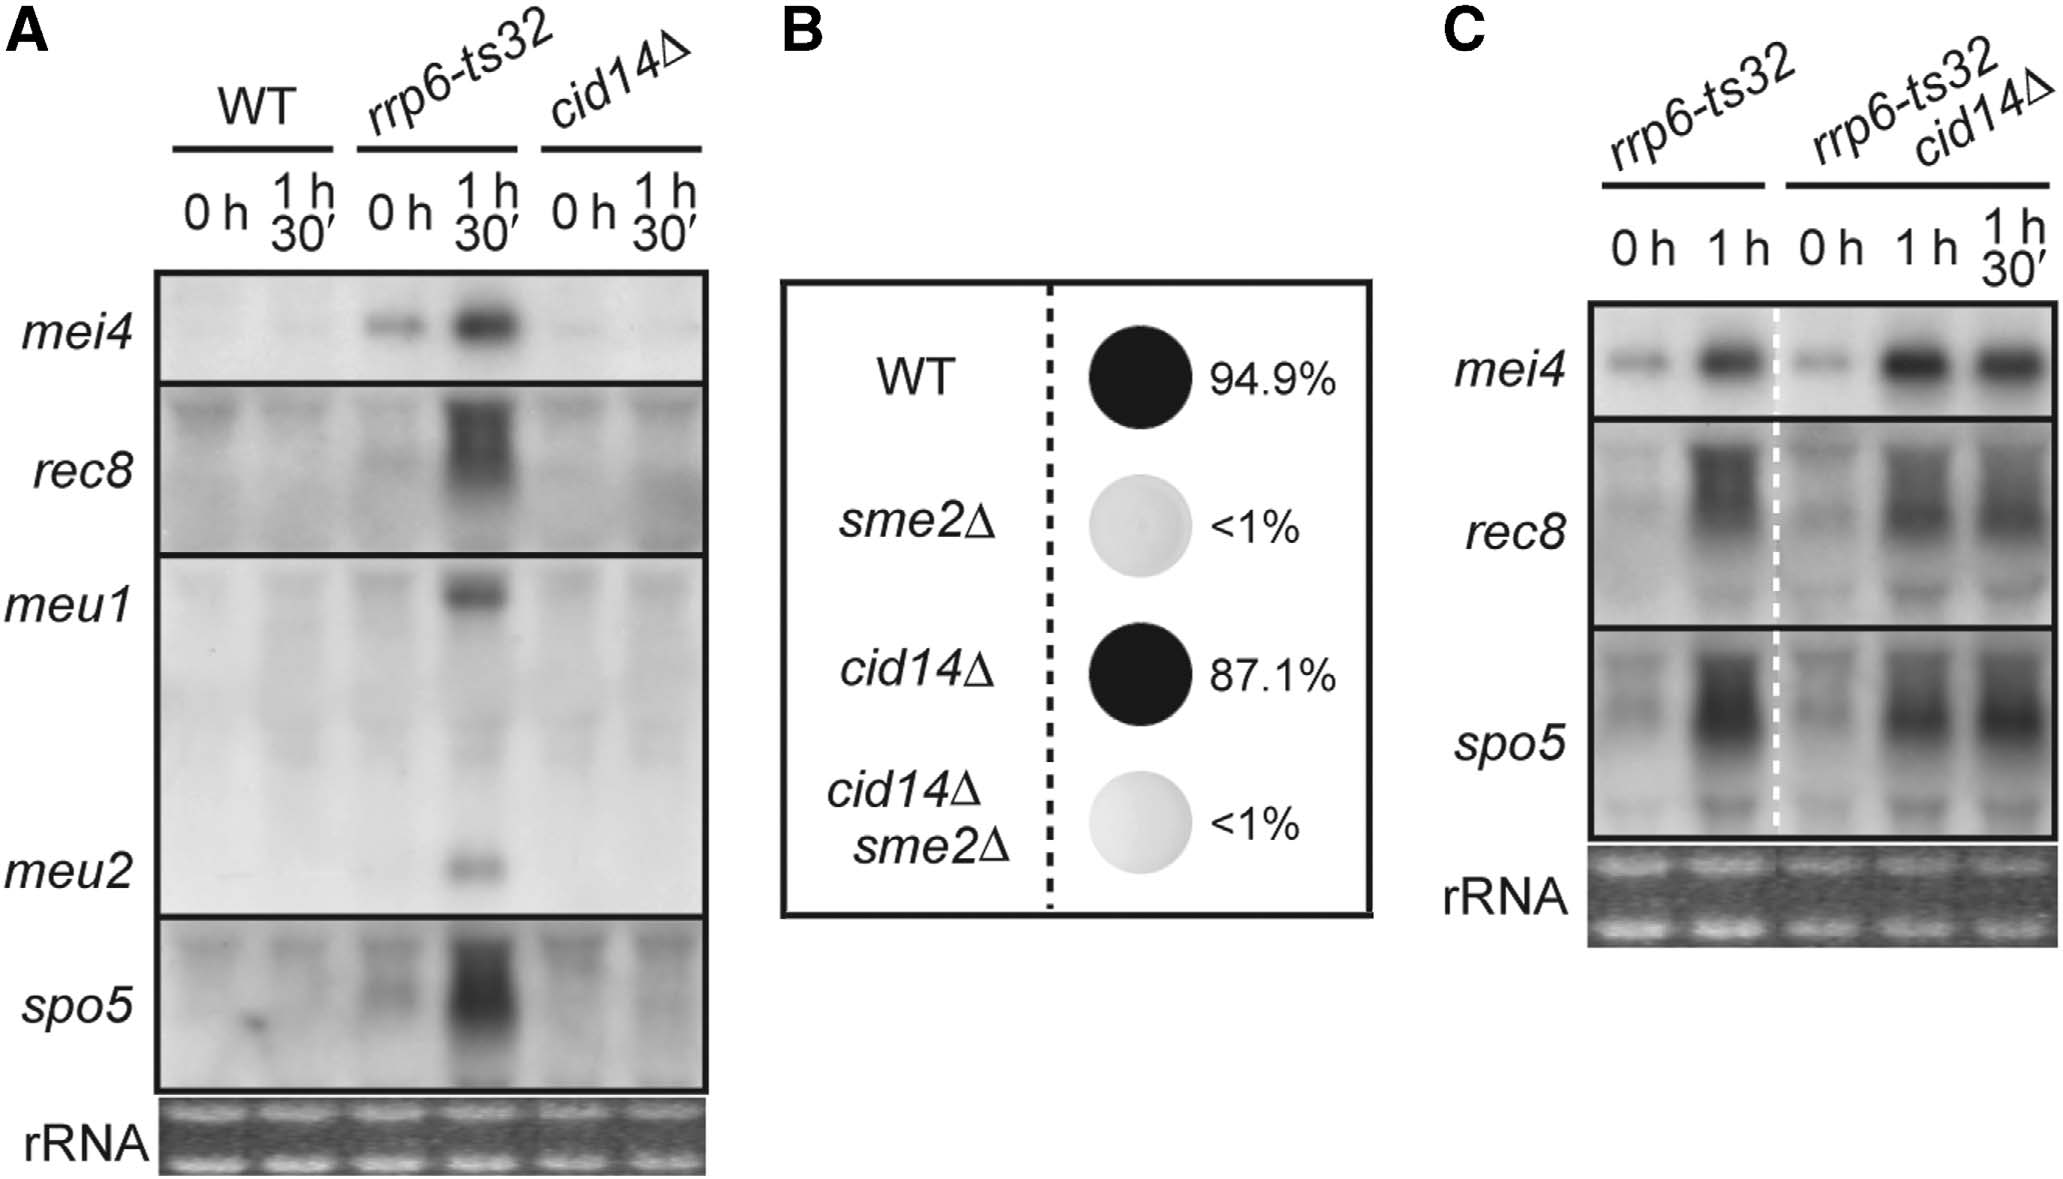 A
WT
rrp6-ts32
cid14Δ
0 h
1 h
30′
0 h
1 h
30′
0 h
1 h
30′
mei4
rec8
meu1
meu2
spo5
rRNA
B
WT
94.9%
sme2Δ
<1%
cid14Δ
87.1%
cid14Δ
sme2Δ
<1%
C
rrp6-ts32
rrp6-ts32
cid14Δ
0 h
1 h
0 h
1 h
1 h
30′
mei4
rec8
spo5
rRNA